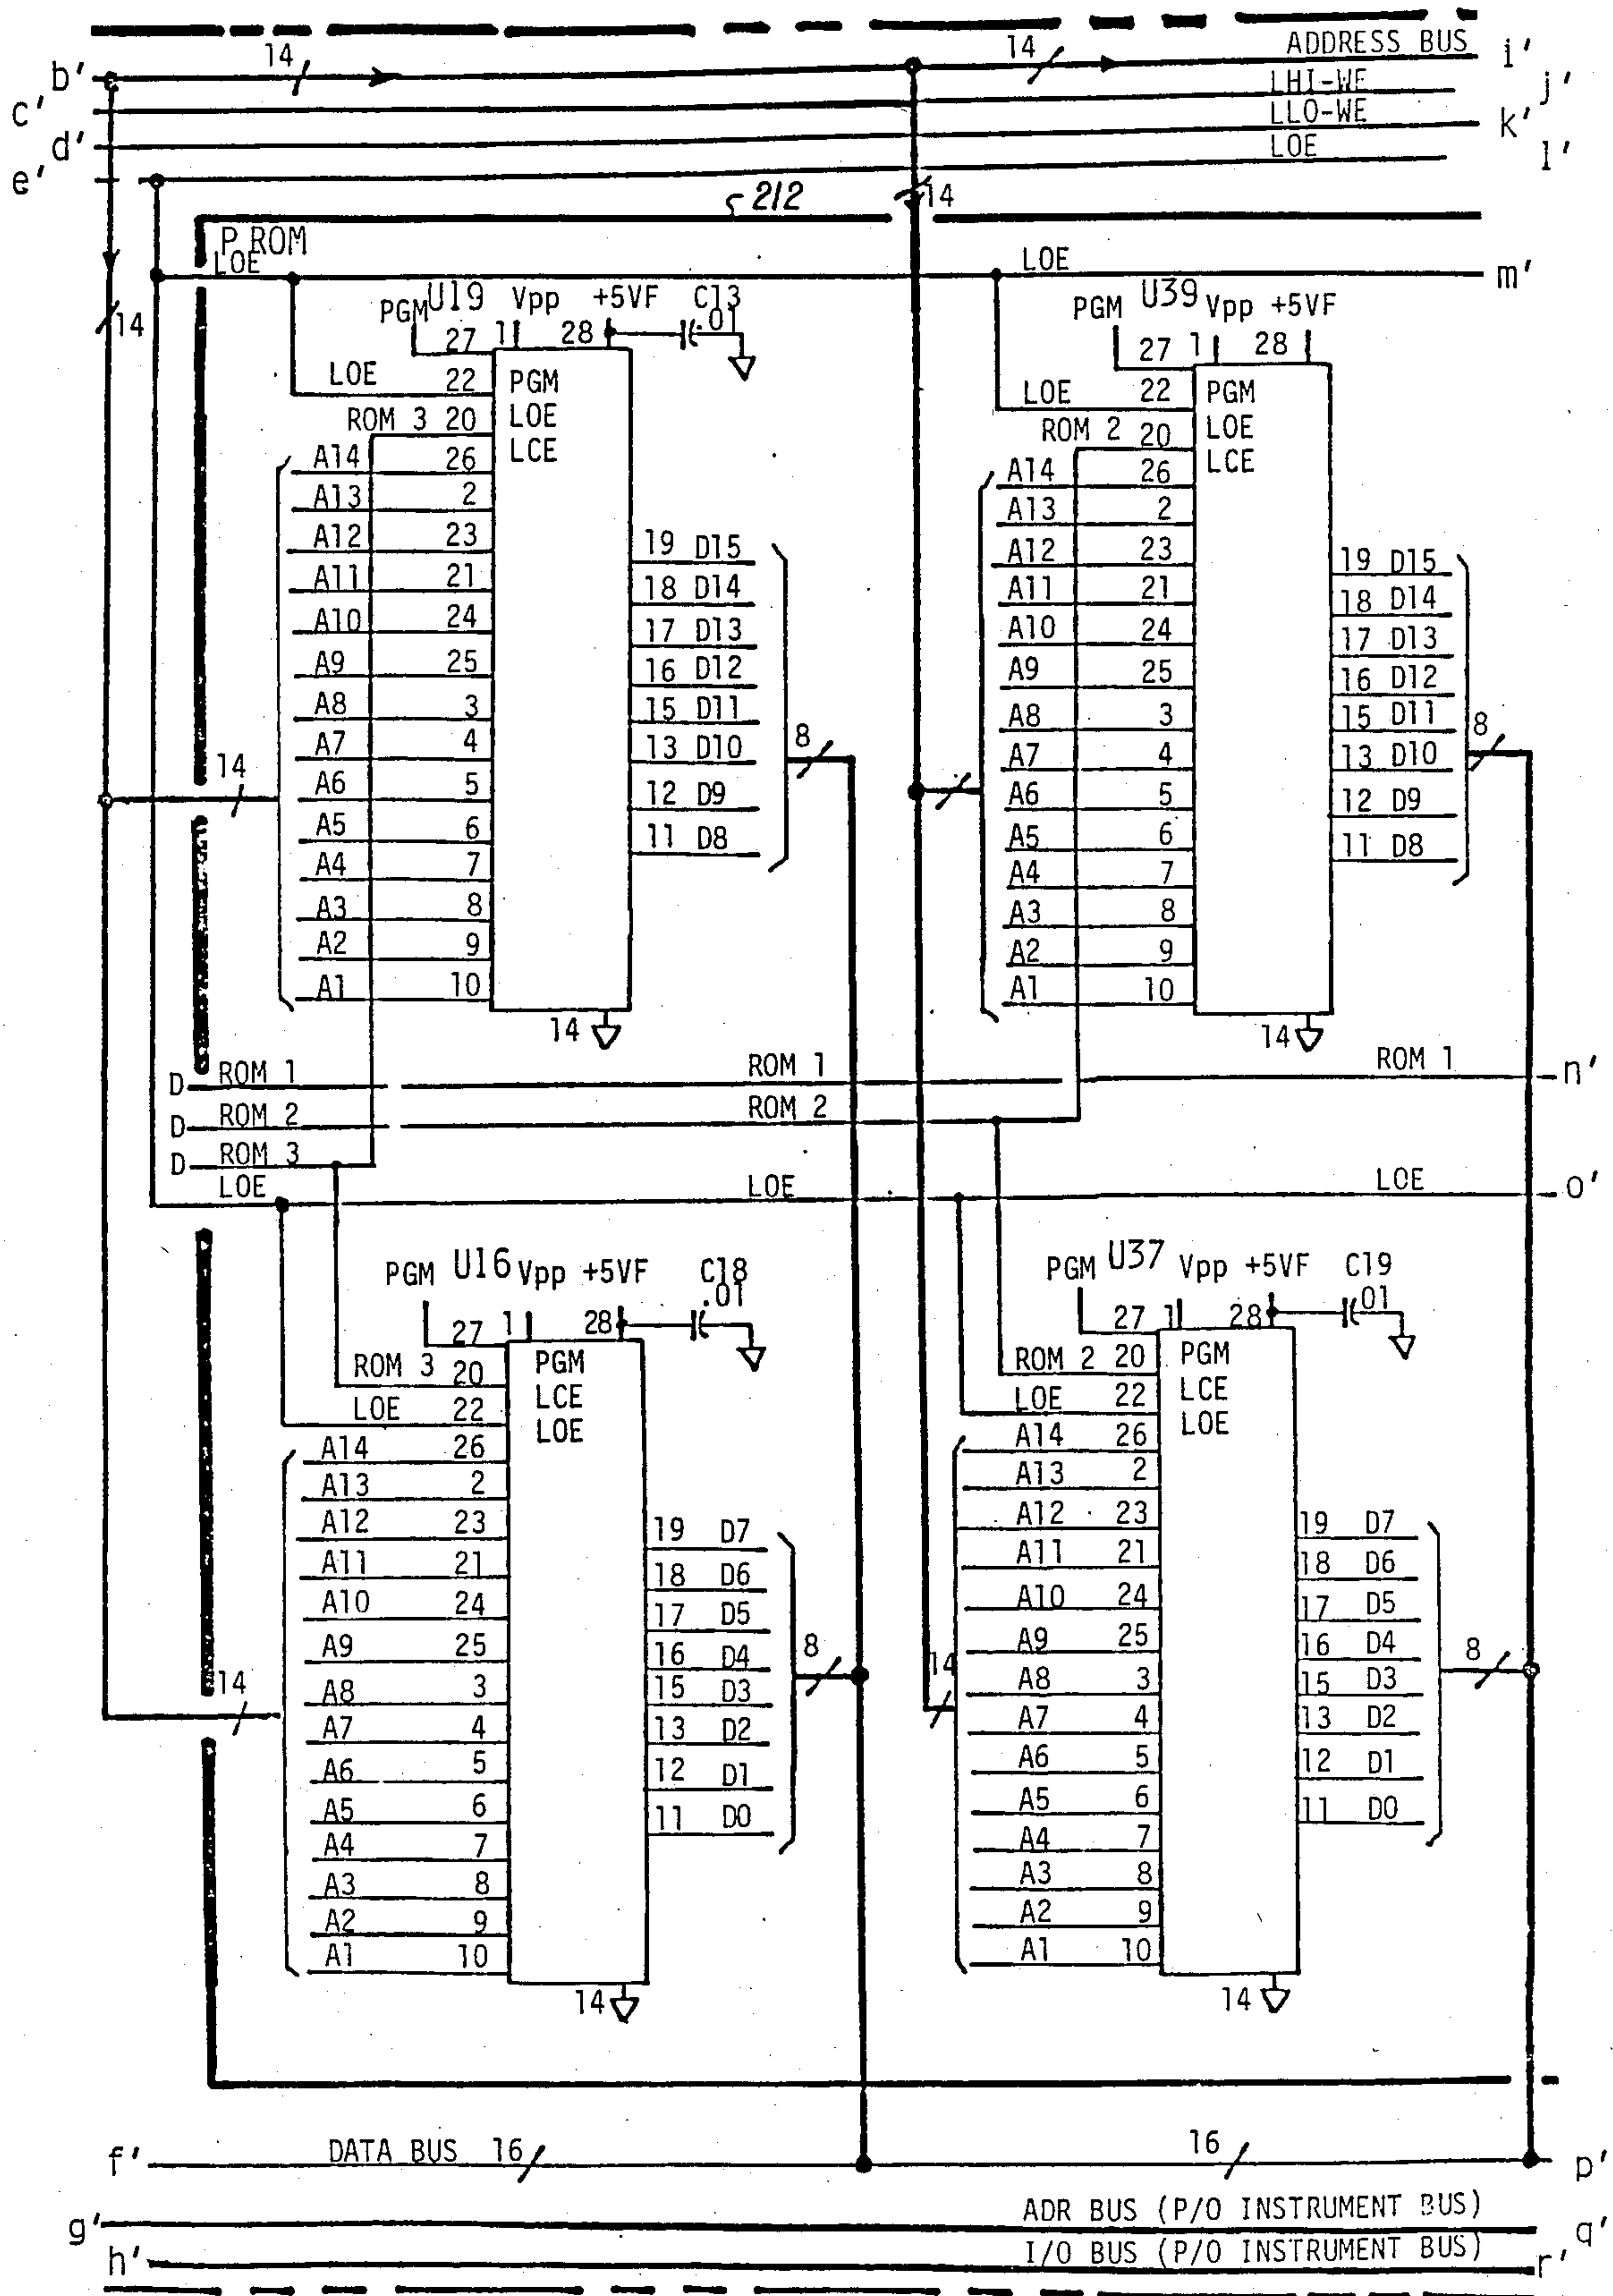 b' 14 14 ADDRESS BUS i'
c' LHI-WE j'
d' LLO-WE k'
e' LOE l'
212 14
P ROM
LOE LOE m'
14
PGM U19 Vpp +5VF C13
.01
27 1 28
PGM
LOE 22 LOE
ROM 3 20 LCE
A14 26
A13 2
A12 23
A11 21
A10 24
A9 25
A8 3
A7 4
A6 5
A5 6
A4 7
A3 8
A2 9
A1 10
14
19 D15
18 D14
17 D13
16 D12
15 D11
13 D10
12 D9
11 D8
8
14
PGM U39 Vpp +5VF
27 1 28
PGM
LOE 22 LOE
ROM 2 20 LCE
A14 26
A13 2
A12 23
A11 21
A10 24
A9 25
A8 3
A7 4
A6 5
A5 6
A4 7
A3 8
A2 9
A1 10
19 D15
18 D14
17 D13
16 D12
15 D11
13 D10
12 D9
11 D8
8
14
D ROM 1 ROM 1 ROM 1 n'
D ROM 2 ROM 2
D ROM 3
LOE LOE LOE o'
PGM U16 Vpp +5VF C18
.01
27 1 28
PGM
ROM 3 20 LCE
LOE 22 LOE
A14 26
A13 2
A12 23
A11 21
A10 24
A9 25
A8 3
A7 4
A6 5
A5 6
A4 7
A3 8
A2 9
A1 10
14
19 D7
18 D6
17 D5
16 D4
15 D3
13 D2
12 D1
11 D0
8
14
PGM U37 Vpp +5VF C19
.01
27 1 28
PGM
ROM 2 20 LCE
LOE 22 LOE
A14 26
A13 2
A12 23
A11 21
A10 24
A9 25
A8 3
A7 4
A6 5
A5 6
A4 7
A3 8
A2 9
A1 10
14
19 D7
18 D6
17 D5
16 D4
15 D3
13 D2
12 D1
11 D0
8
14
f' DATA BUS 16 16 p'
g' ADR BUS (P/O INSTRUMENT BUS) q'
h' I/O BUS (P/O INSTRUMENT BUS) r'